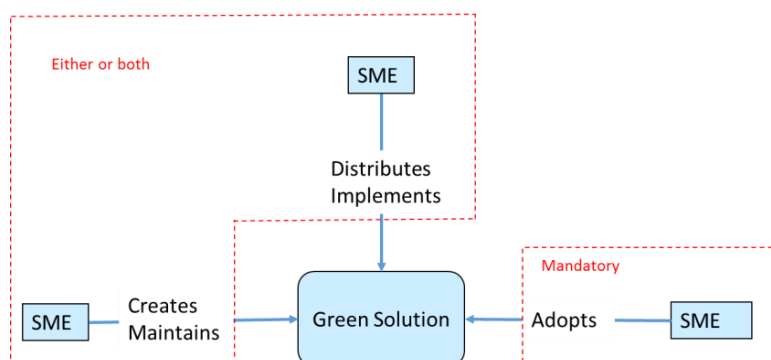 Either or both
SME
Distributes
Implements
Mandatory
SME
Creates
Maintains
Green Solution
Adopts
SME